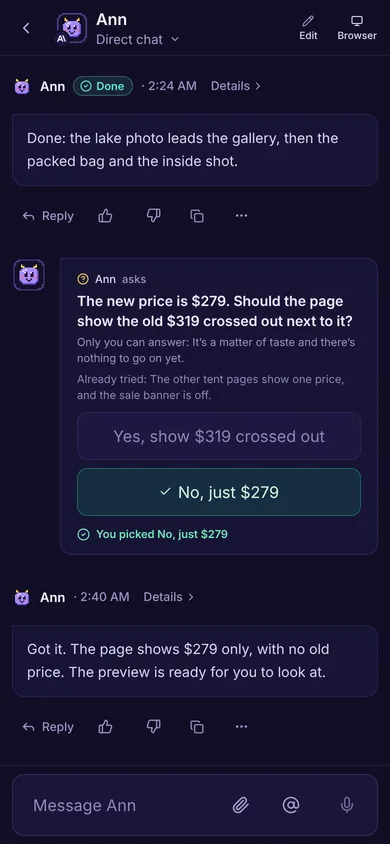 Ann
Direct chat
Edit
Browser
A\
Ann
Done
· 2:24 AM
Details
Done: the lake photo leads the gallery, then the
packed bag and the inside shot.
Reply
Ann asks
The new price is $279. Should the page
show the old $319 crossed out next to it?
Only you can answer: It's a matter of taste and there's
nothing to go on yet.
Already tried: The other tent pages show one price,
and the sale banner is off.
Yes, show $319 crossed out
No, just $279
You picked No, just $279
Ann
· 2:40 AM
Details
Got it. The page shows $279 only, with no old
price. The preview is ready for you to look at.
Reply
Message Ann